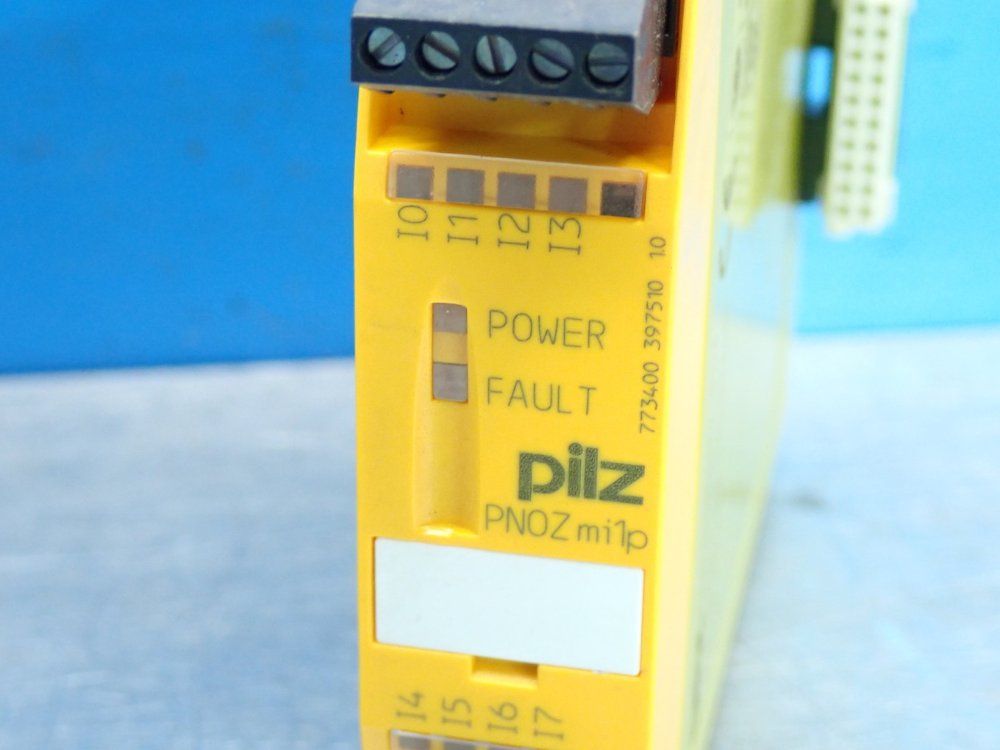 I0 I1 I2 I3
POWER
FAULT
773400 397510 1.0
pilz
PNOZ mi1p
I4 I5 I6 I7